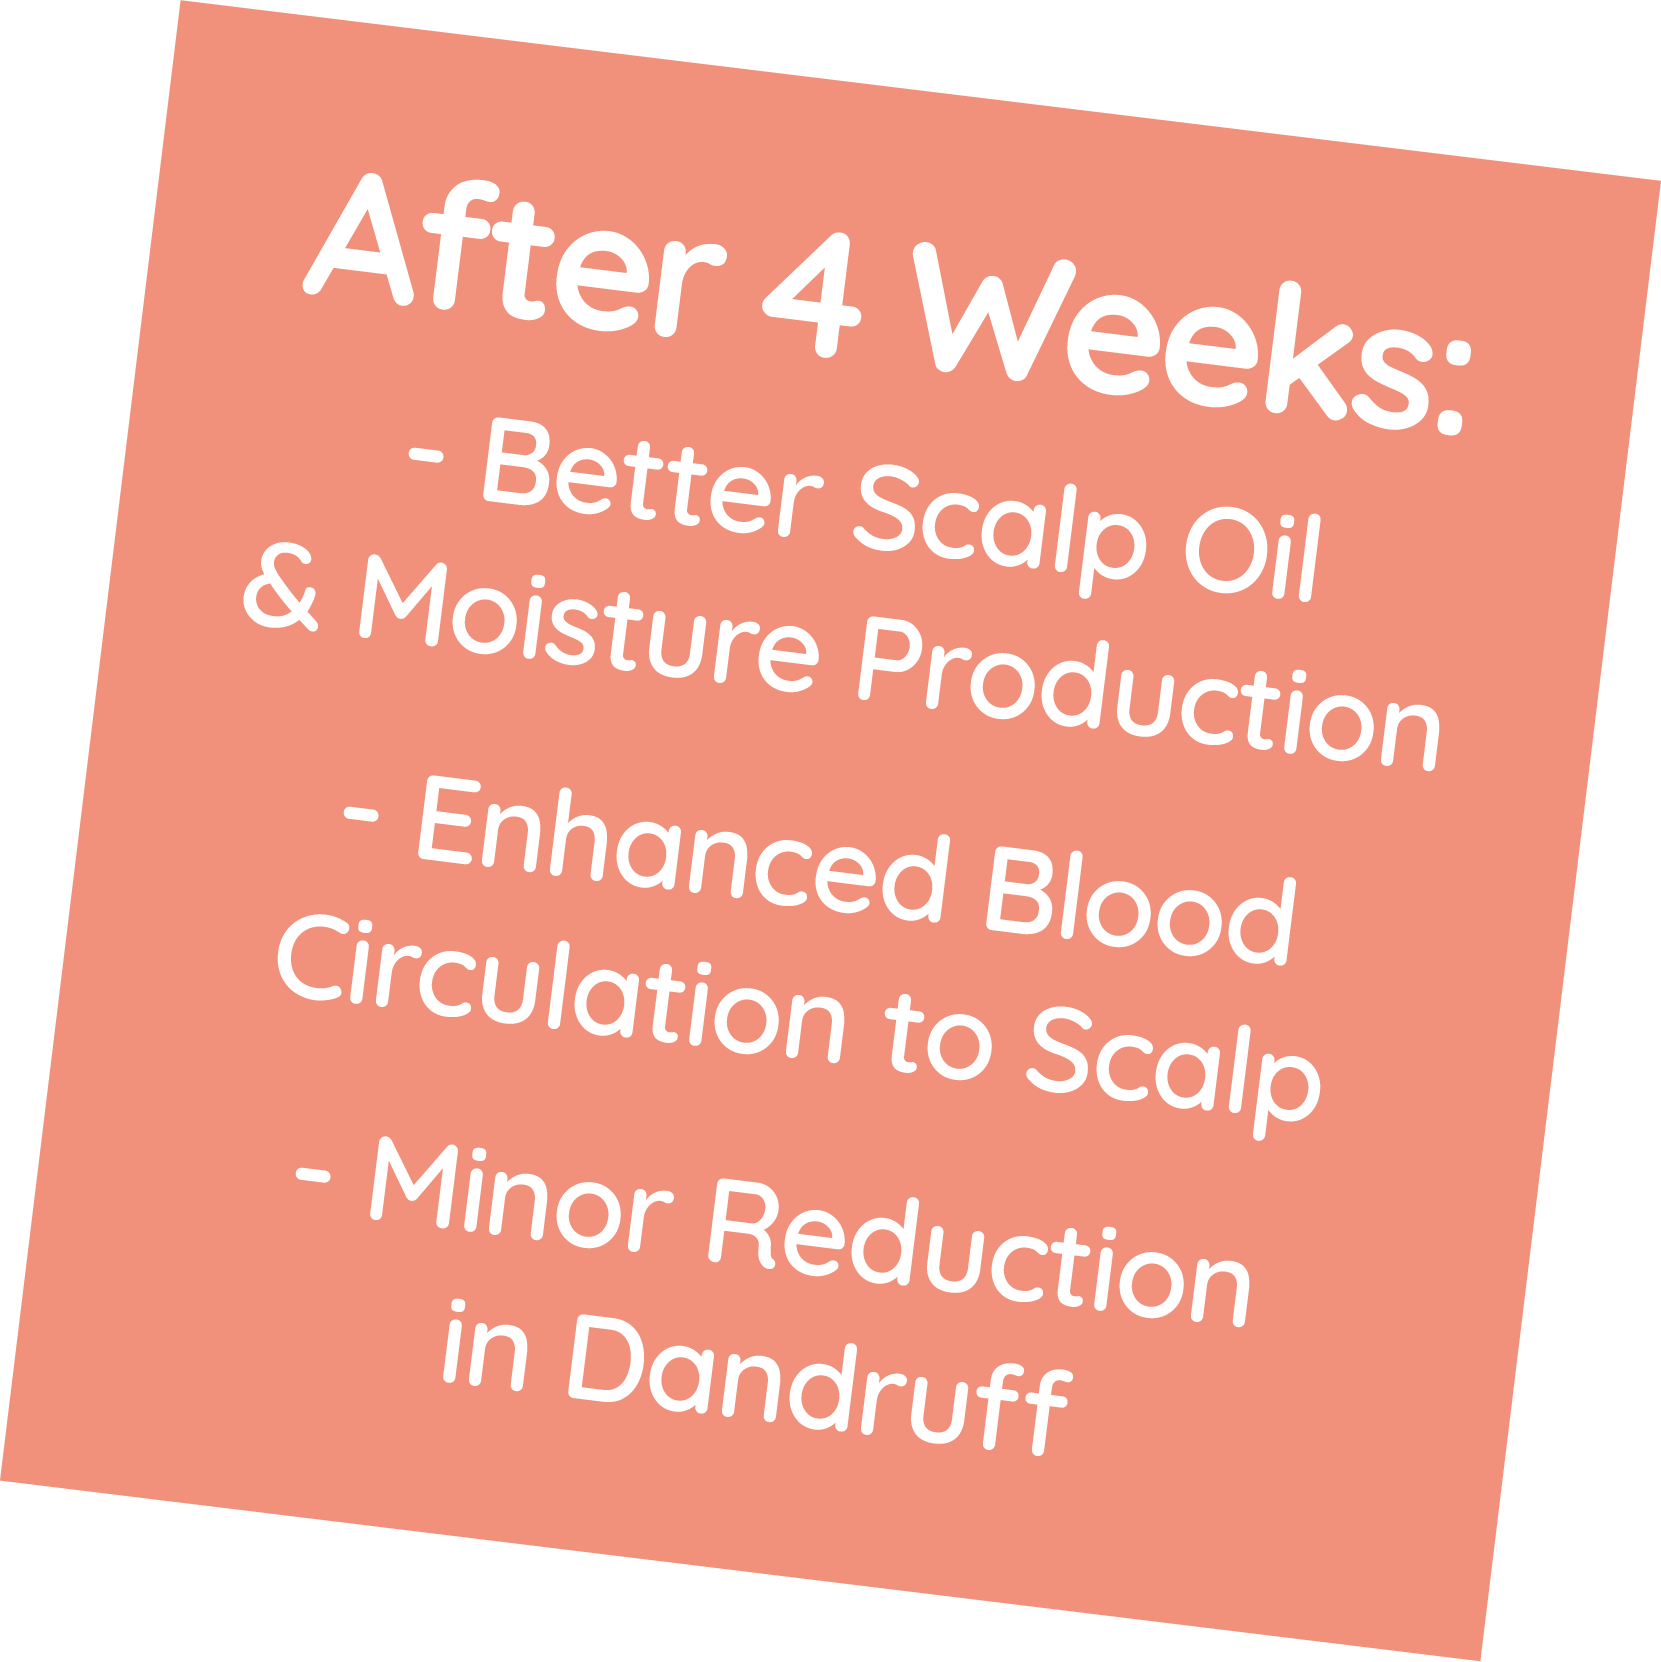 After 4 Weeks:
- Better Scalp Oil
& Moisture Production
- Enhanced Blood
Circulation to Scalp
- Minor Reduction
in Dandruff